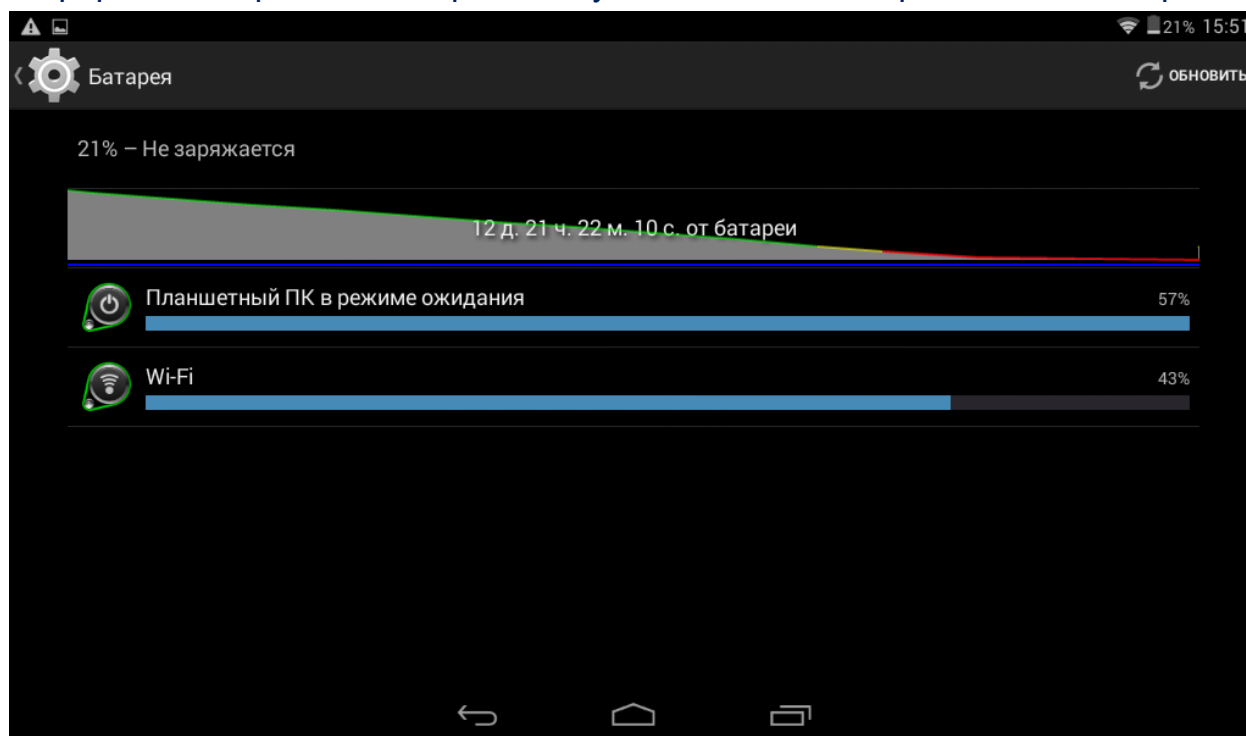 21% 15:51
Батарея
ОБНОВИТЬ
21% – Не заряжается
12 д. 21 ч. 22 м. 10 с. от батареи
Планшетный ПК в режиме ожидания
57%
Wi-Fi
43%